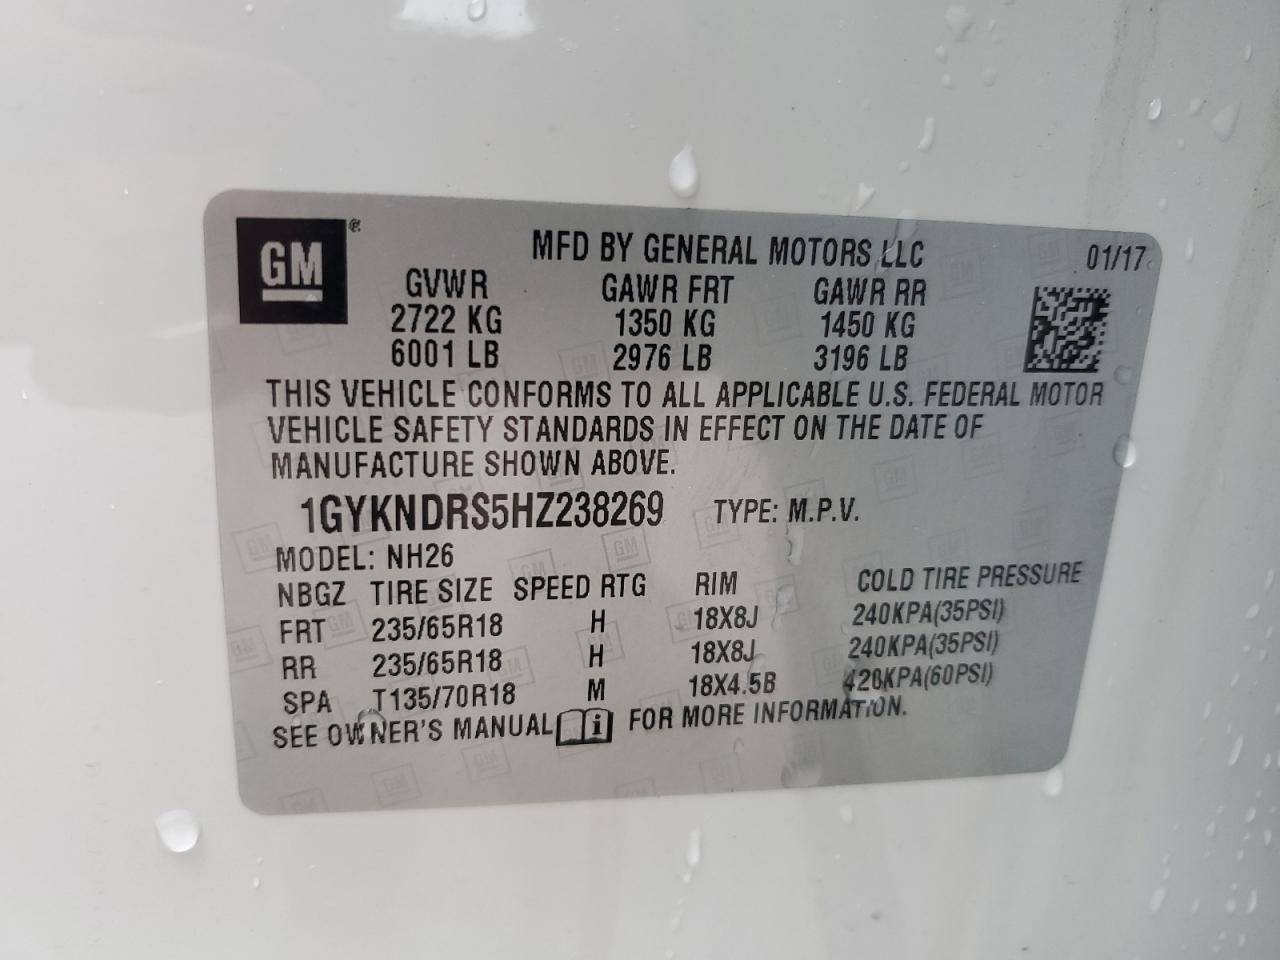 GM
MFD BY GENERAL MOTORS LLC 01/17
GVWR GAWR FRT GAWR RR
2722 KG 1350 KG 1450 KG
6001 LB 2976 LB 3196 LB
THIS VEHICLE CONFORMS TO ALL APPLICABLE U.S. FEDERAL MOTOR
VEHICLE SAFETY STANDARDS IN EFFECT ON THE DATE OF
MANUFACTURE SHOWN ABOVE.
1GYKNDRS5HZ238269 TYPE: M.P.V.
MODEL: NH26
NBGZ TIRE SIZE SPEED RTG RIM COLD TIRE PRESSURE
FRT 235/65R18 H 18X8J 240KPA(35PSI)
RR 235/65R18 H 18X8J 240KPA(35PSI)
SPA T135/70R18 M 18X4.5B 420KPA(60PSI)
SEE OWNER'S MANUAL i FOR MORE INFORMATION.